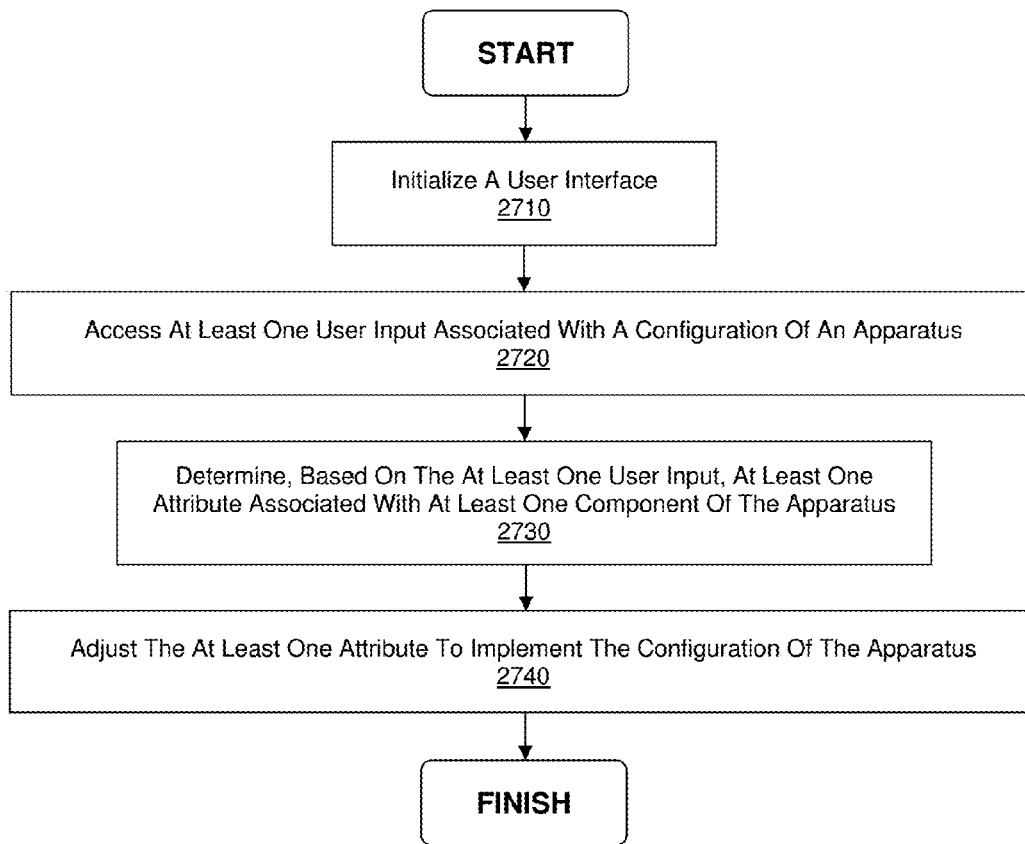 START
Initialize A User Interface
2710
Access At Least One User Input Associated With A Configuration Of An Apparatus
2720
Determine, Based On The At Least One User Input, At Least One
Attribute Associated With At Least One Component Of The Apparatus
2730
Adjust The At Least One Attribute To Implement The Configuration Of The Apparatus
2740
FINISH